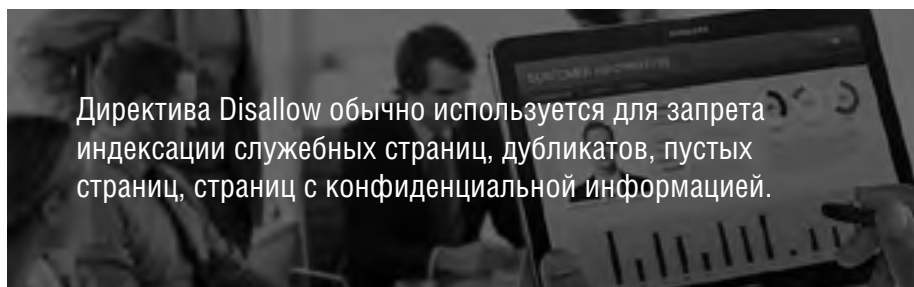 Директива Disallow обычно используется для запрета
индексации служебных страниц, дубликатов, пустых
страниц, страниц с конфиденциальной информацией.